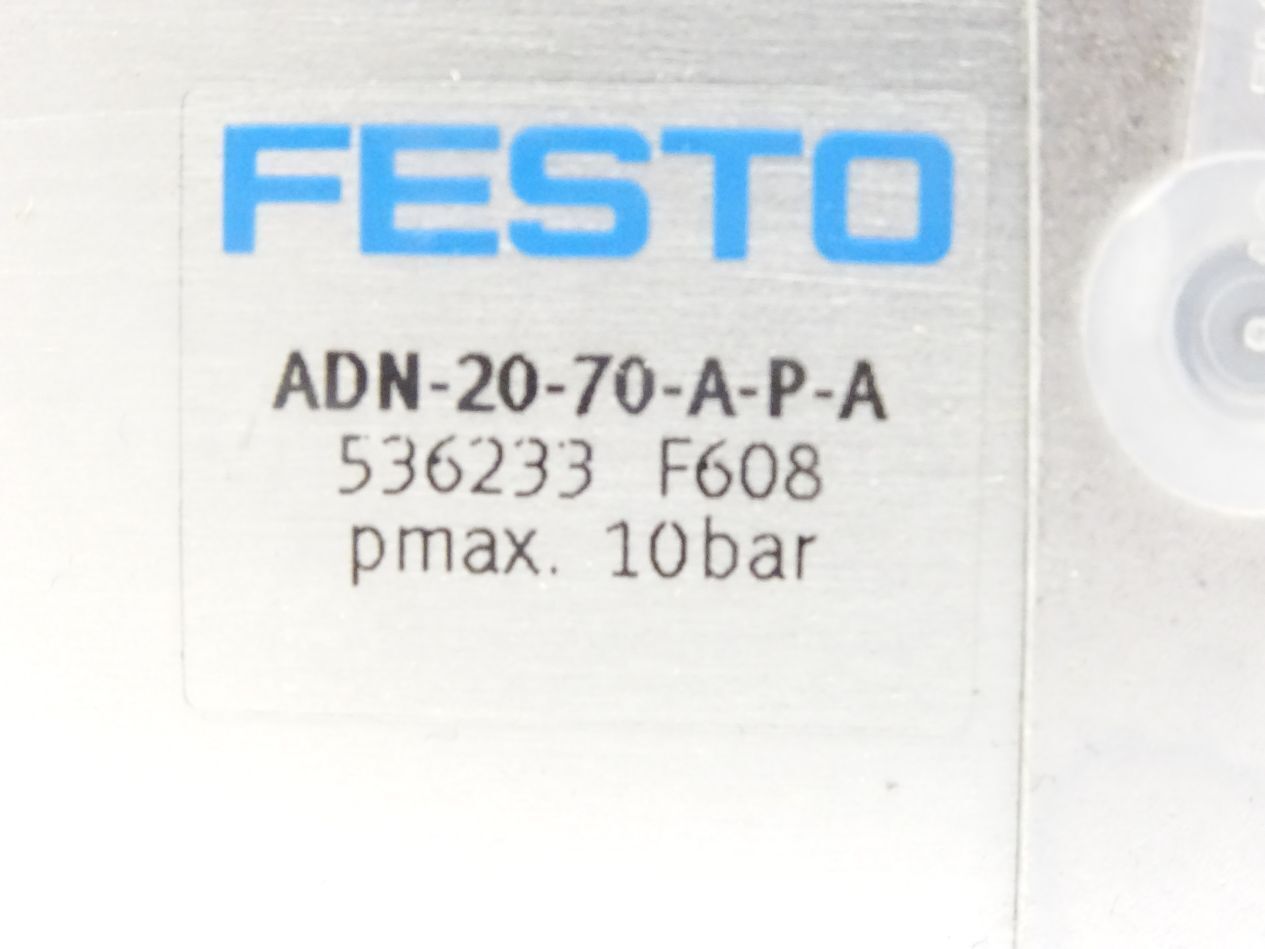 FESTO
ADN-20-70-A-P-A
536233 F608
pmax. 10bar